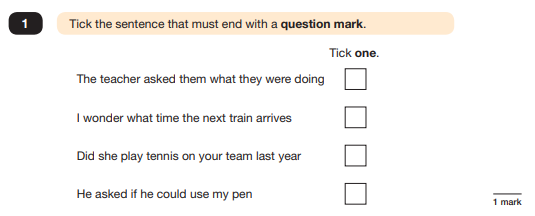 1 Tick the sentence that must end with a question mark.
Tick one.
The teacher asked them what they were doing
I wonder what time the next train arrives
Did she play tennis on your team last year
He asked if he could use my pen
1 mark